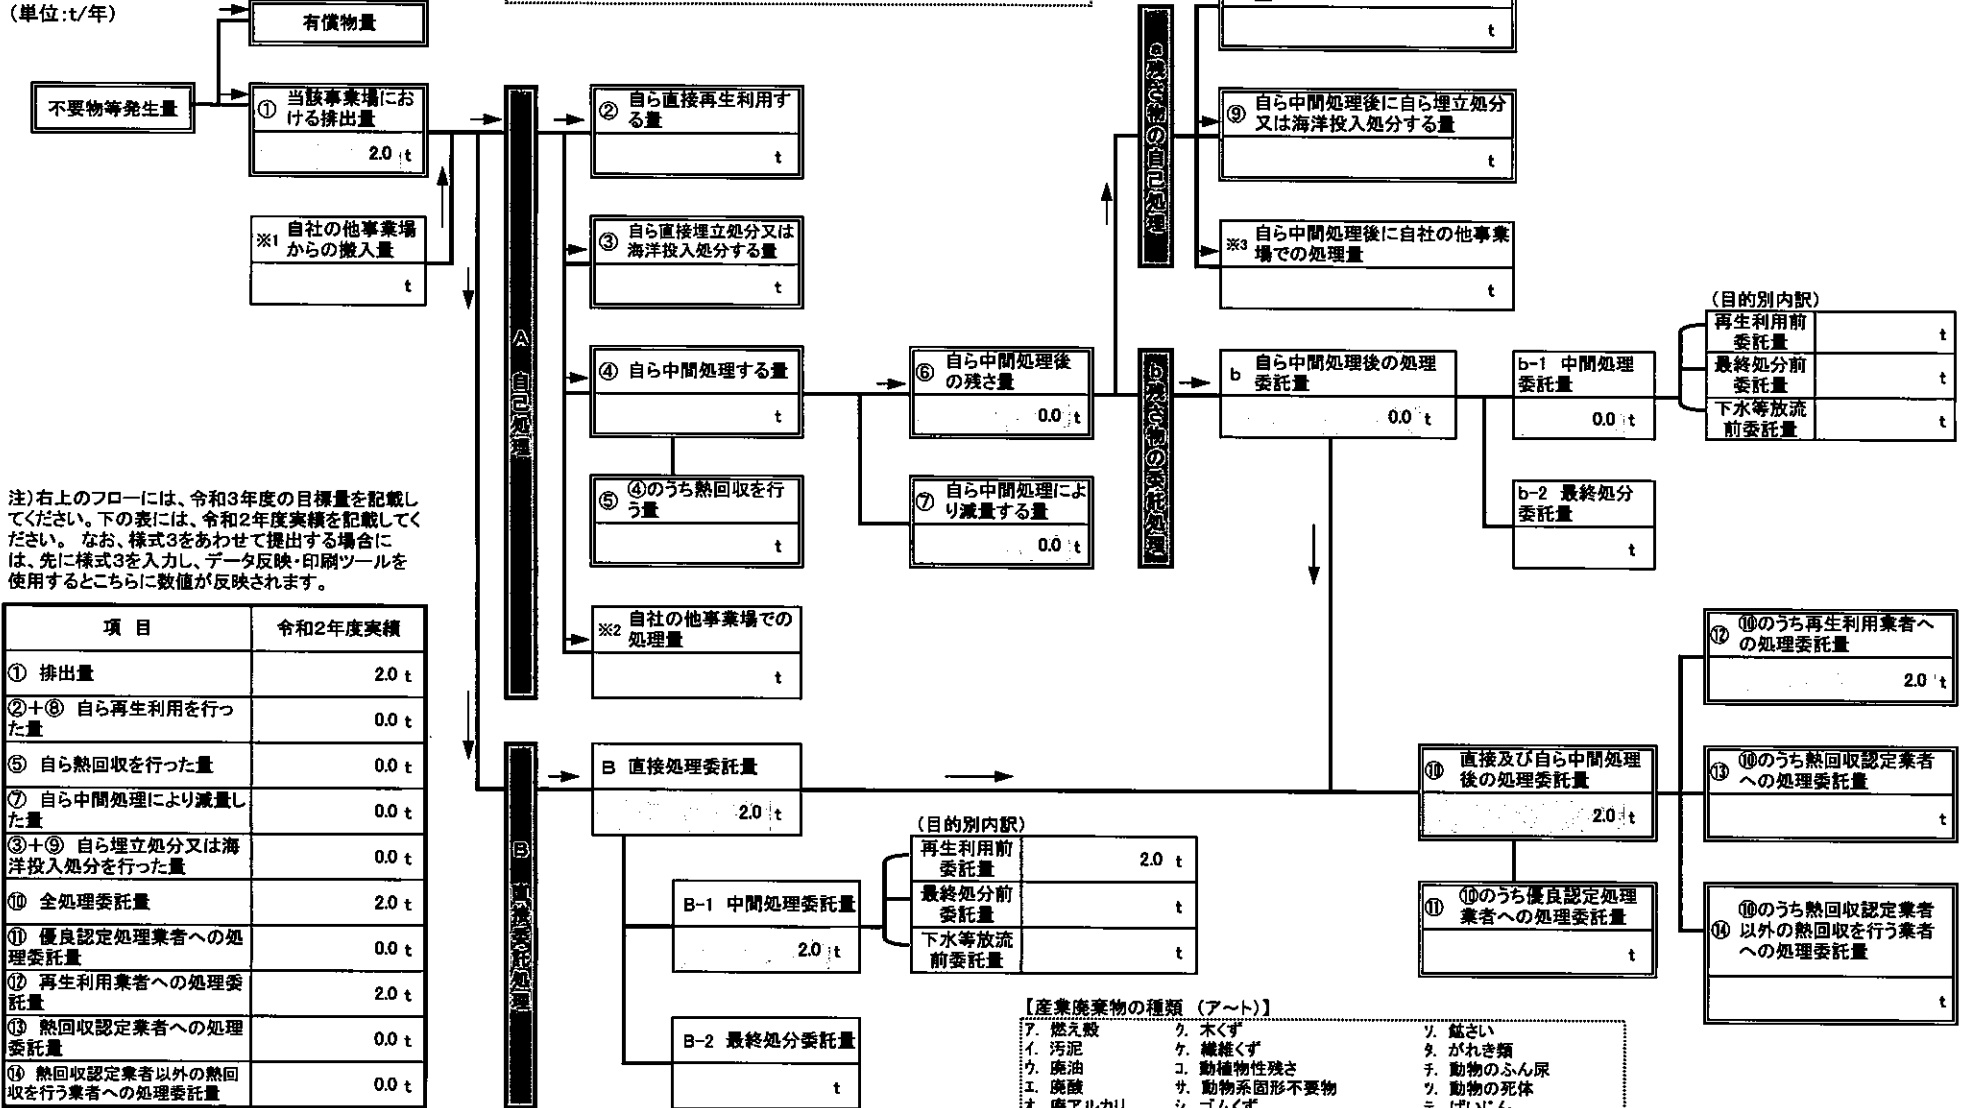 (単位:t/年)
有償物量
不要物等発生量
① 当該事業場にお
ける排出量
2.0 t
※1 自社の他事業場
からの搬入量
t
A 自己処理
② 自ら直接再生利用す
る量
t
③ 自ら直接埋立処分又は
海洋投入処分する量
t
④ 自ら中間処理する量
t
⑤ ④のうち熱回収を行
う量
t
※2 自社の他事業場での
処理量
t
⑥ 自ら中間処理後
の残さ量
0.0 t
⑦ 自ら中間処理によ
り減量する量
0.0 t
a 残さ物の自己処理
t
⑨ 自ら中間処理後に自ら埋立処分
又は海洋投入処分する量
t
※3 自ら中間処理後に自社の他事業
場での処理量
t
b 残さ物の委託処理
b 自ら中間処理後の処理
委託量
0.0 t
b-1 中間処理
委託量
0.0 t
b-2 最終処分
委託量
t
(目的別内訳)
再生利用前
委託量 t
最終処分前
委託量 t
下水等放流
前委託量 t
注)右上のフローには、令和3年度の目標量を記載し
てください。下の表には、令和2年度実績を記載してく
ださい。 なお、様式3をあわせて提出する場合に
は、先に様式3を入力し、データ反映・印刷ツールを
使用するとこちらに数値が反映されます。
項 目 令和2年度実績
① 排出量 2.0 t
②+⑧ 自ら再生利用を行っ
た量 0.0 t
⑤ 自ら熱回収を行った量 0.0 t
⑦ 自ら中間処理により減量し
た量 0.0 t
③+⑨ 自ら埋立処分又は海
洋投入処分を行った量 0.0 t
⑩ 全処理委託量 2.0 t
⑪ 優良認定処理業者への処
理委託量 0.0 t
⑫ 再生利用業者への処理委
託量 2.0 t
⑬ 熱回収認定業者への処理
委託量 0.0 t
⑭ 熱回収認定業者以外の熱回
収を行う業者への処理委託量 0.0 t
B 直接委託処理
B 直接処理委託量
2.0 t
B-1 中間処理委託量
2.0 t
B-2 最終処分委託量
t
(目的別内訳)
再生利用前
委託量 2.0 t
最終処分前
委託量 t
下水等放流
前委託量 t
⑩ 直接及び自ら中間処理
後の処理委託量
2.0 t
⑪ ⑩のうち優良認定処理
業者への処理委託量
t
⑫ ⑩のうち再生利用業者へ
の処理委託量
2.0 t
⑬ ⑩のうち熱回収認定業者
への処理委託量
t
⑭ ⑩のうち熱回収認定業者
以外の熱回収を行う業者
への処理委託量
t
【産業廃棄物の種類 (ア~ト)】
ア. 燃え殻 ク. 木くず ソ. 鉱さい
イ. 汚泥 ケ. 繊維くず タ. がれき類
ウ. 廃油 コ. 動植物性残さ チ. 動物のふん尿
エ. 廃酸 サ. 動物系固形不要物 ツ. 動物の死体
オ. 廃アルカリ シ. ゴムくず テ. ばいじん